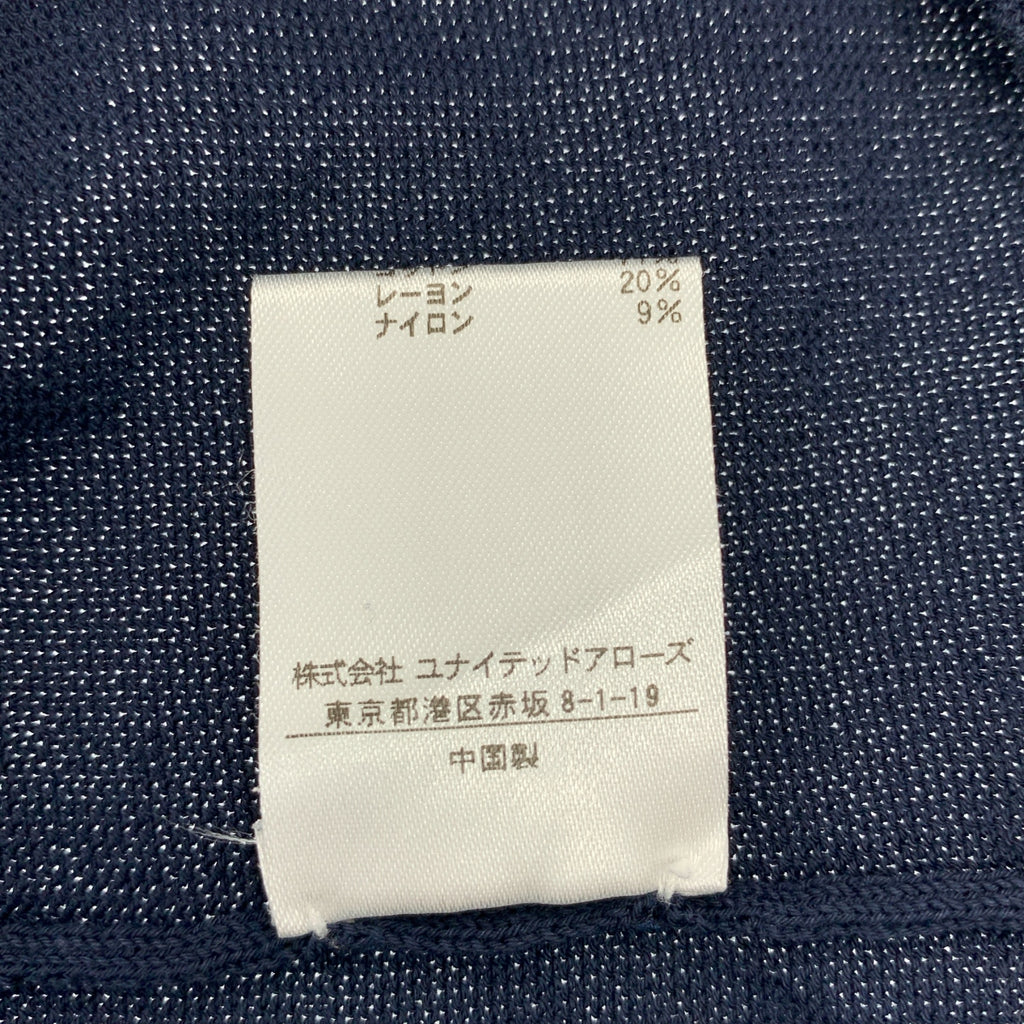 レーヨン 20%
ナイロン 9%
株式会社 ユナイテッドアローズ
東京都港区赤坂 8-1-19
中国製